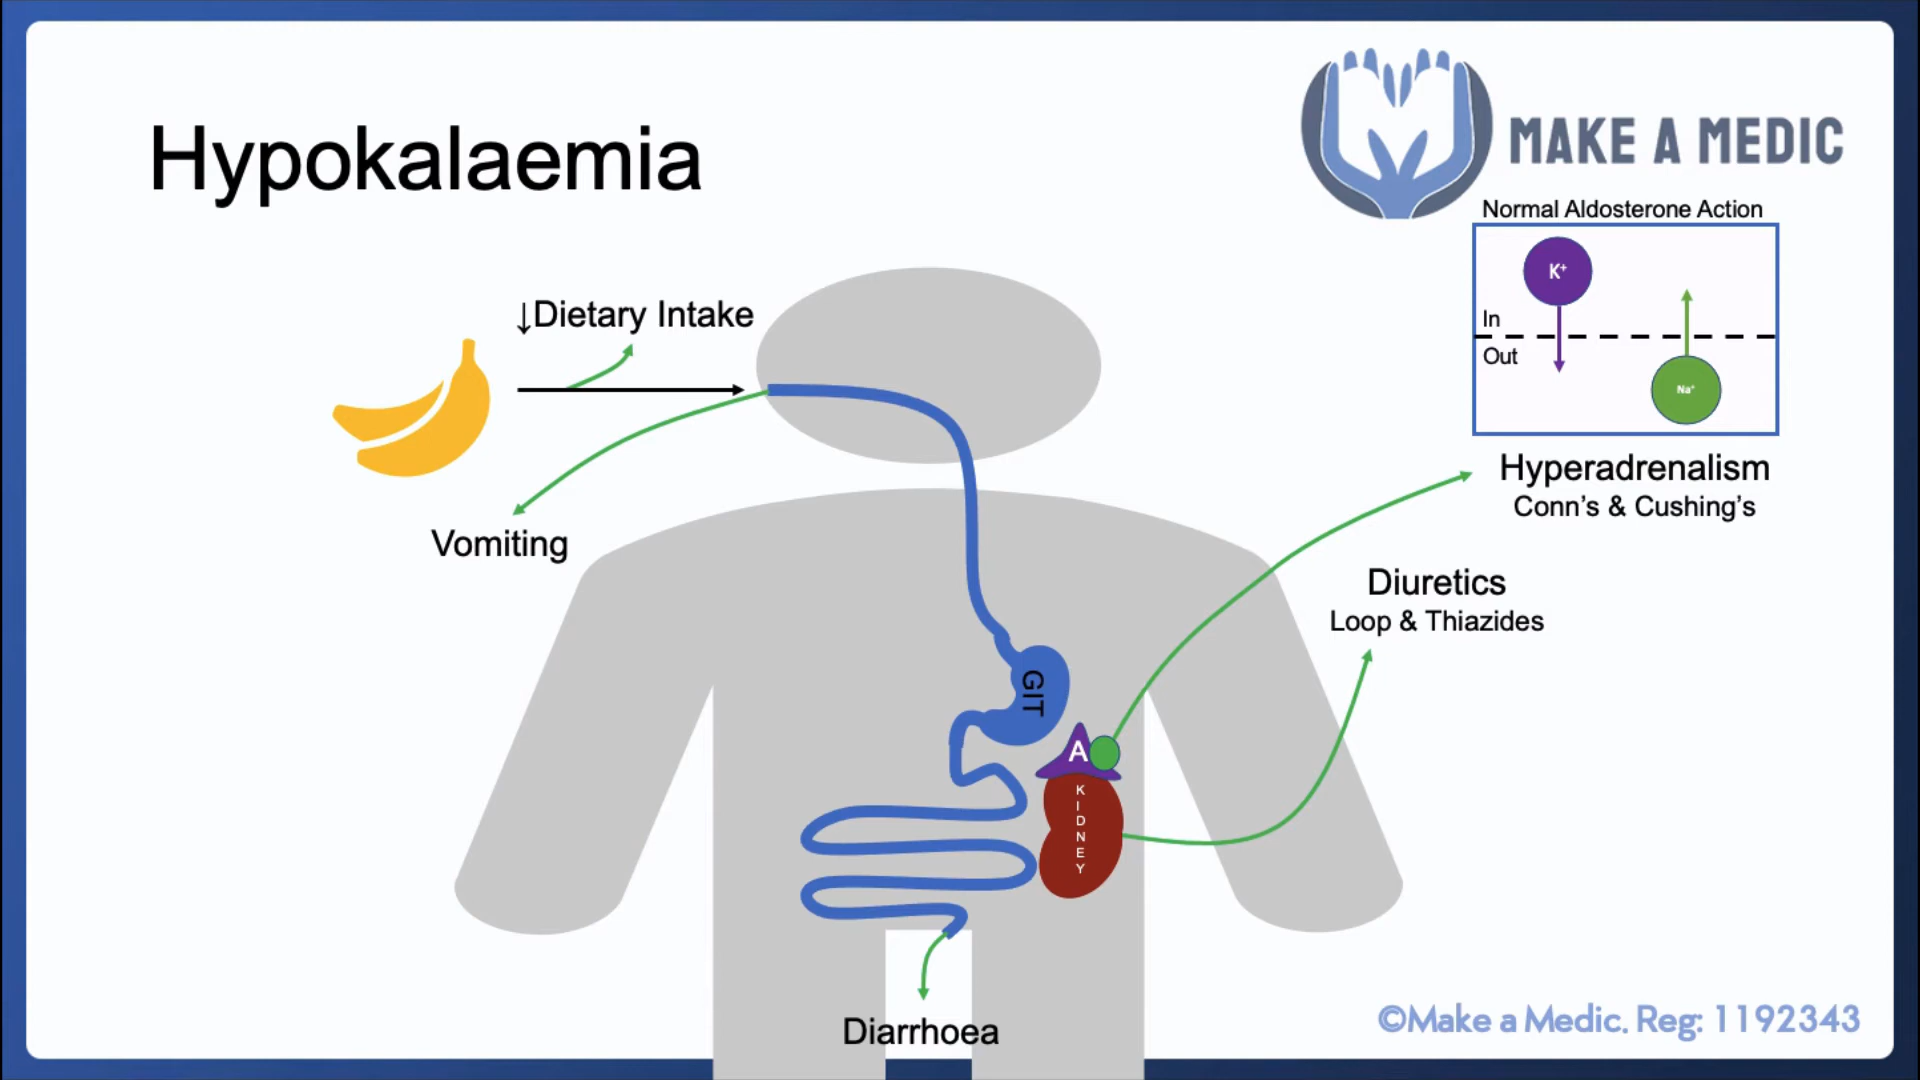 Hypokalaemia
MAKE A MEDIC
Normal Aldosterone Action
K⁺
In
Out
Na⁺
↓Dietary Intake
Vomiting
Hyperadrenalism
Conn's & Cushing's
Diuretics
Loop & Thiazides
GIT
A
KIDNEY
Diarrhoea
©Make a Medic. Reg: 1192343